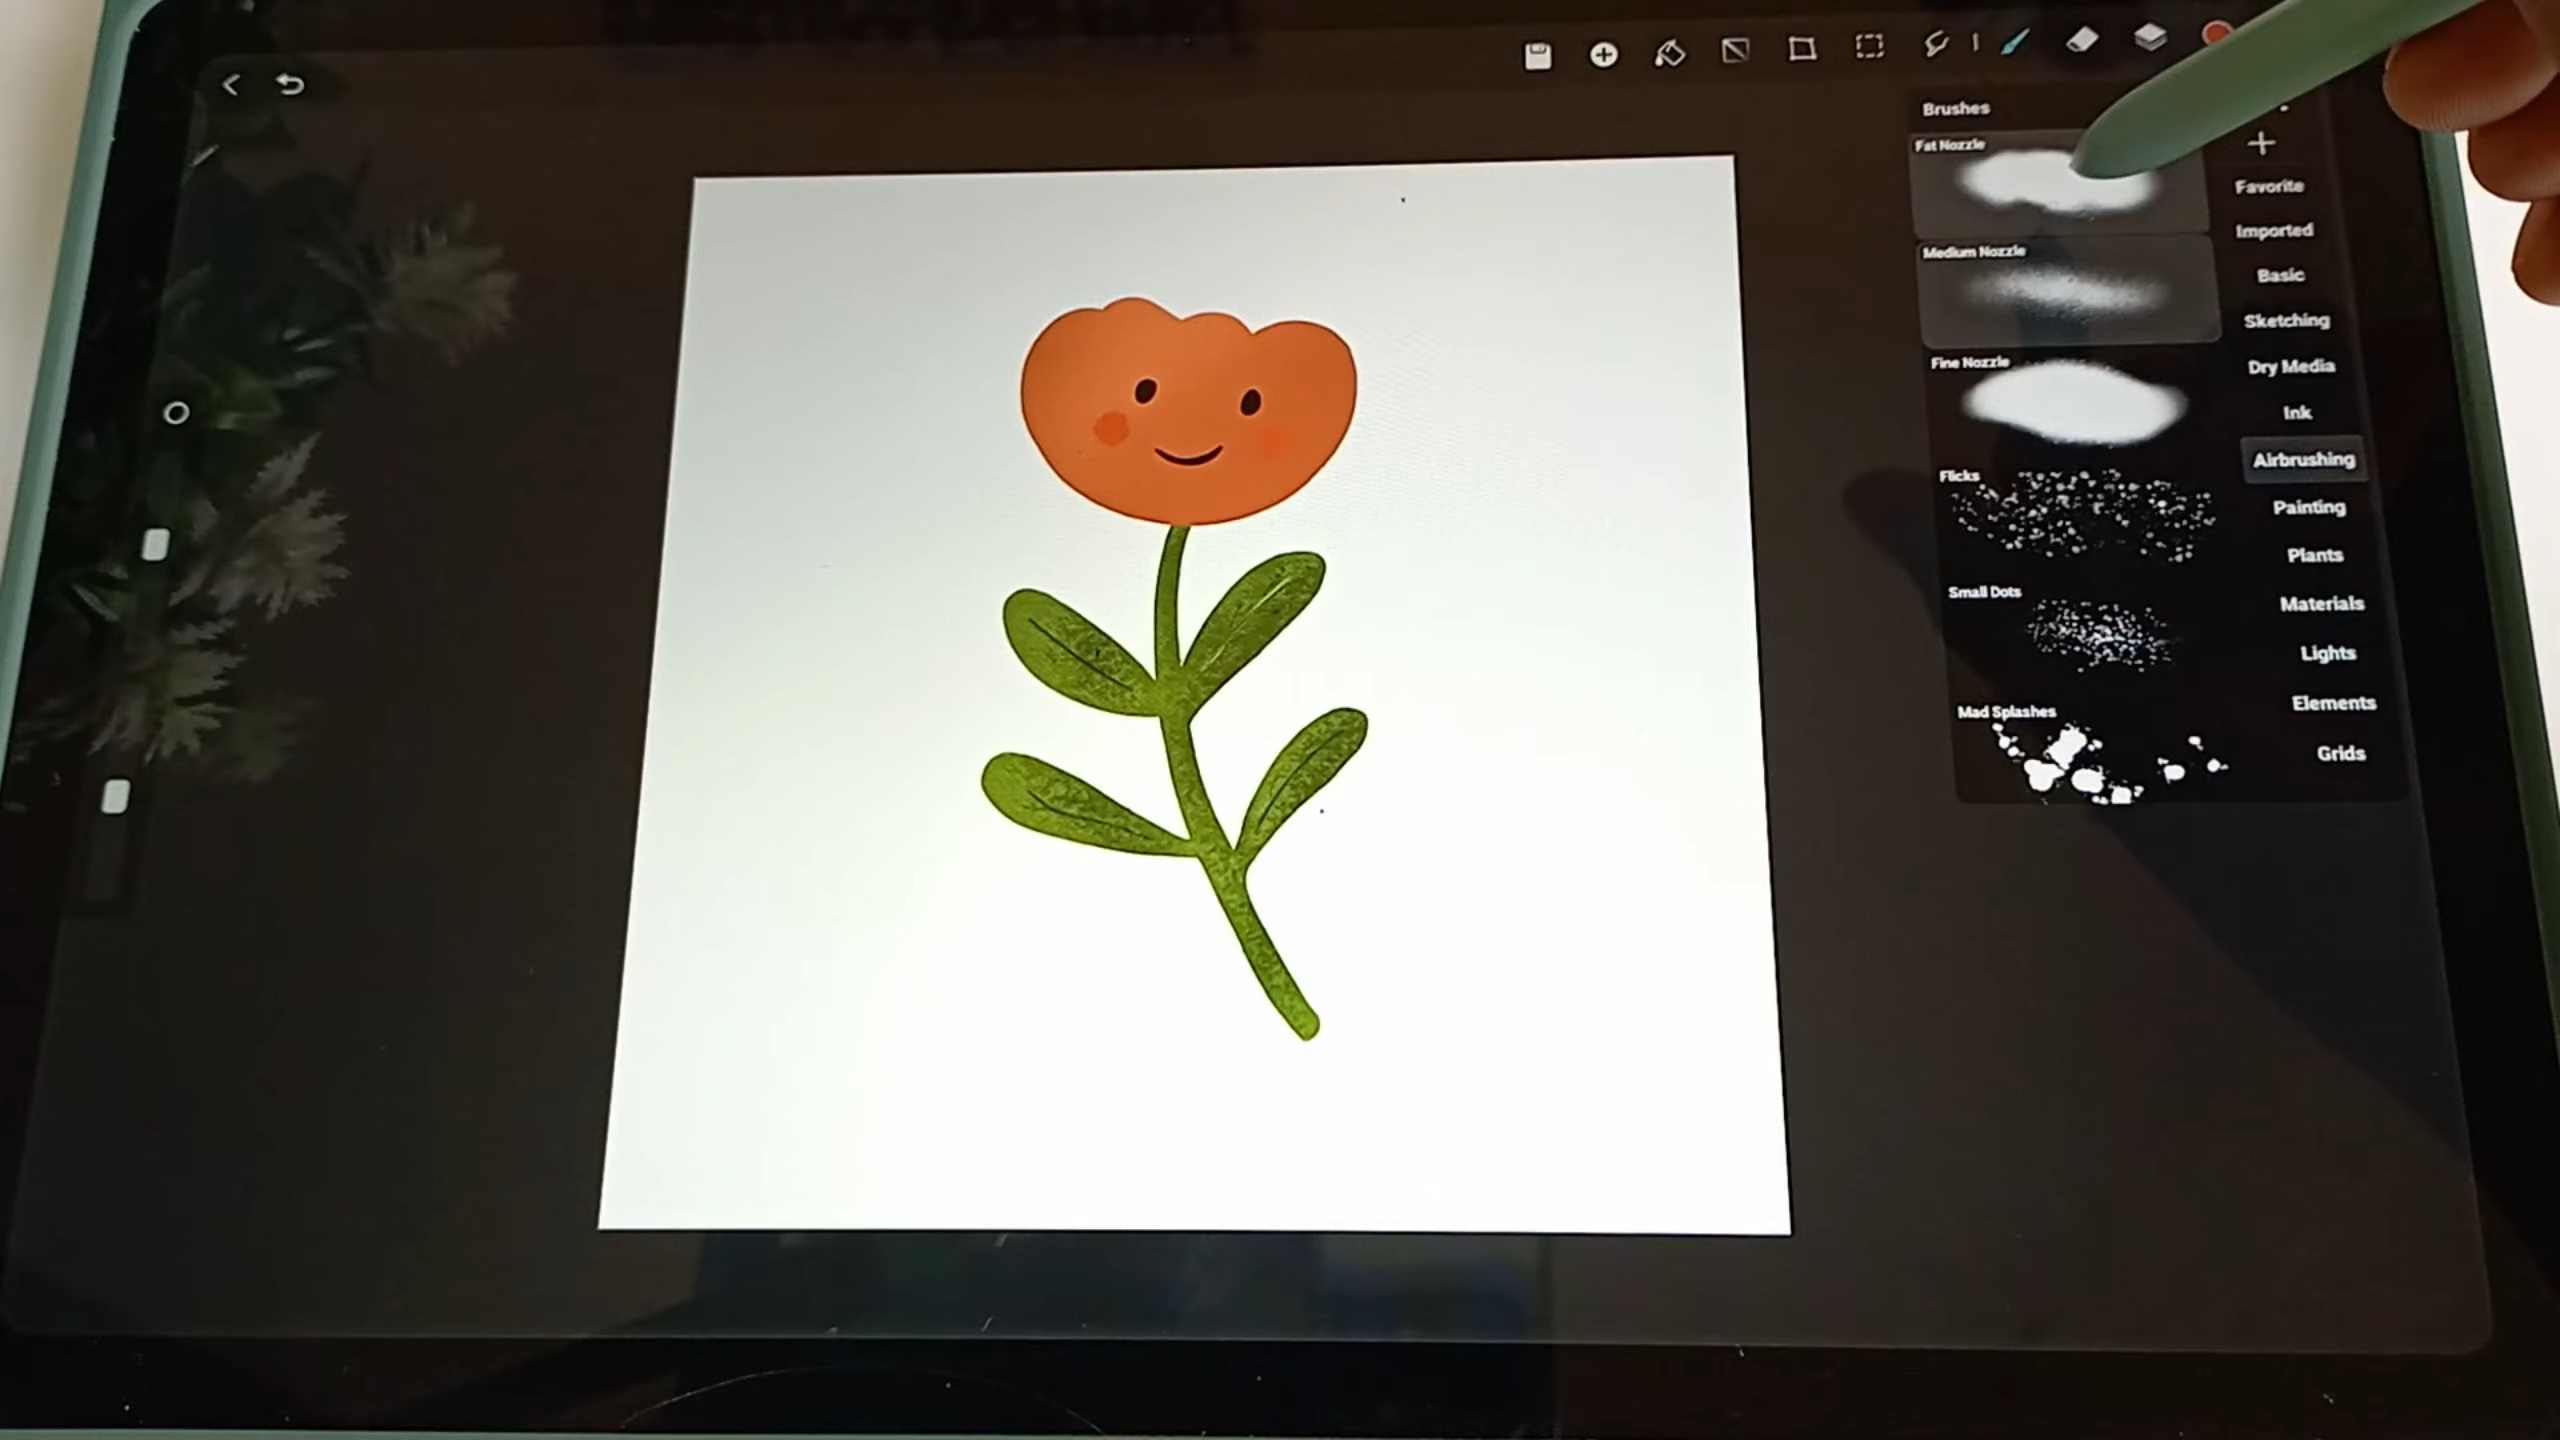 Brushes
Fat Nozzle
Medium Nozzle
Fine Nozzle
Flicks
Small Dots
Mad Splashes
Favorite
Imported
Basic
Sketching
Dry Media
Ink
Airbrushing
Painting
Plants
Materials
Lights
Elements
Grids